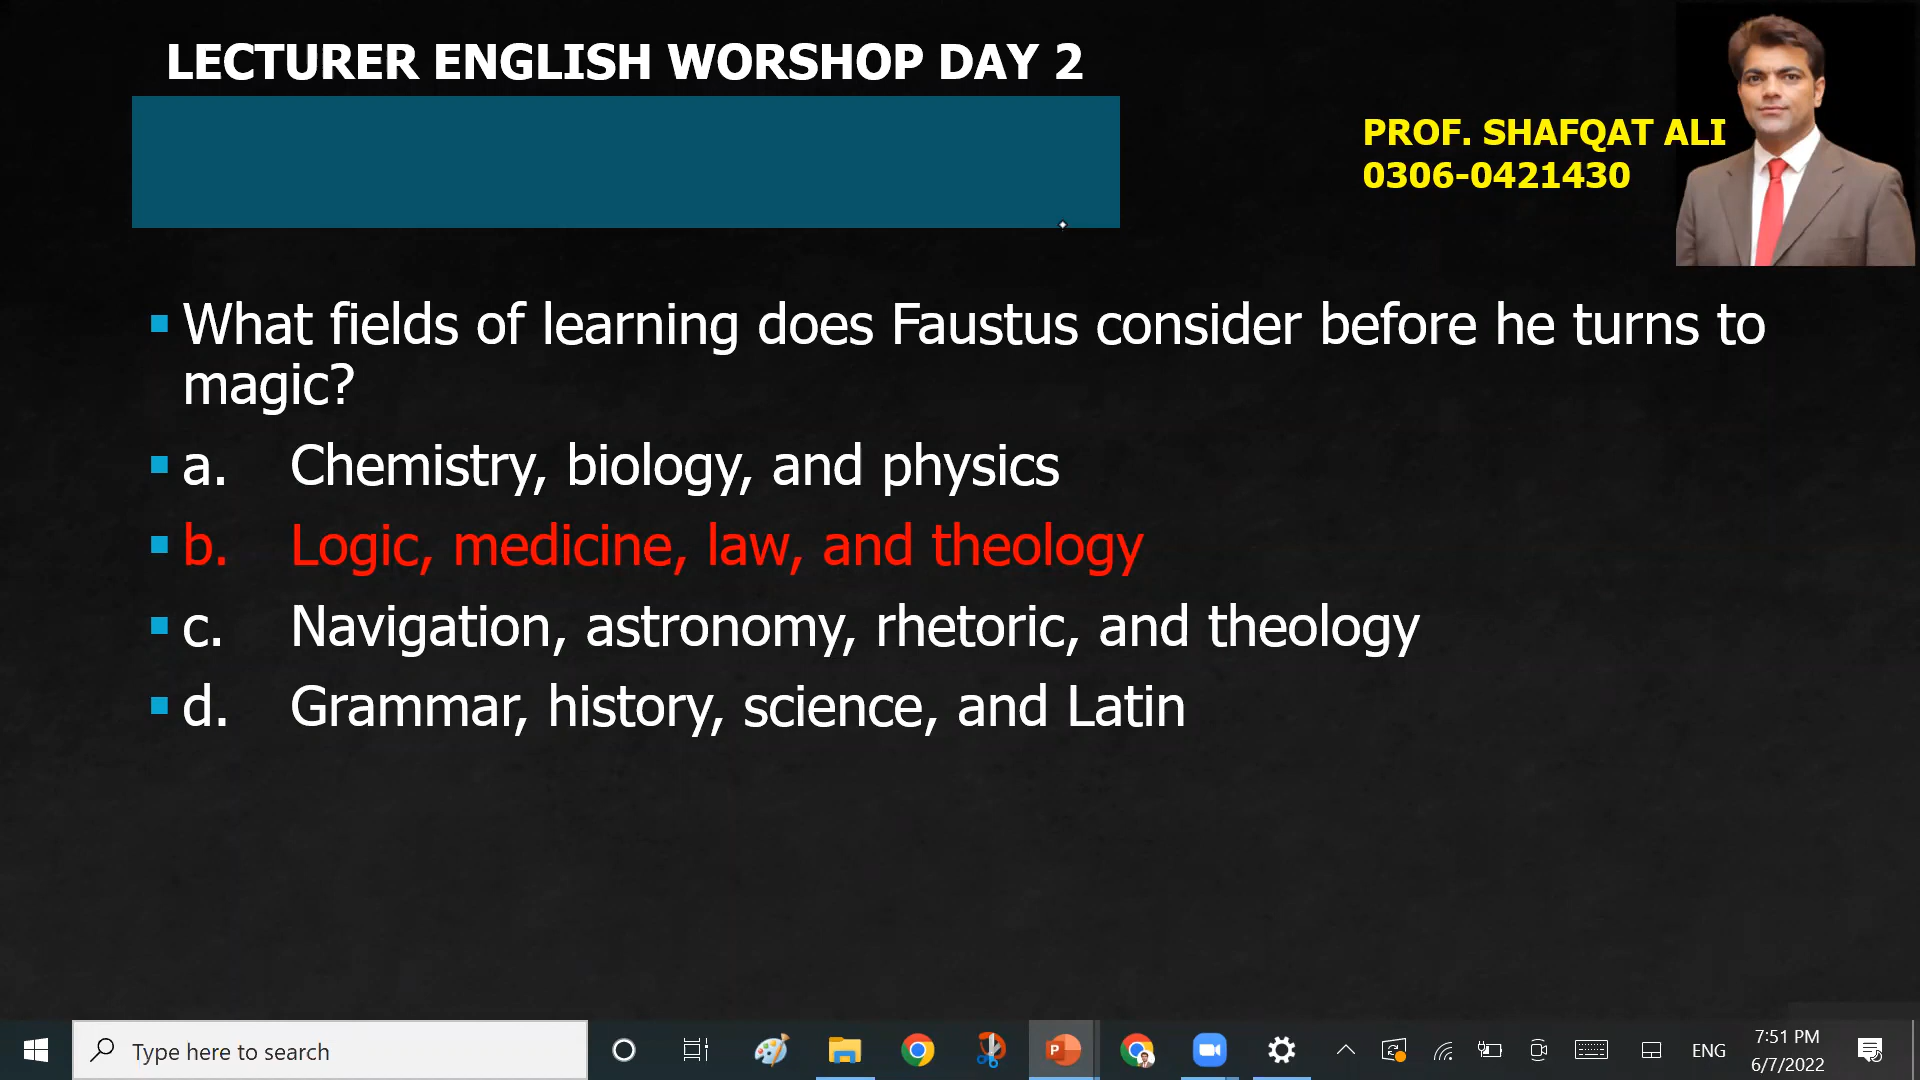 LECTURER ENGLISH WORSHOP DAY 2
PROF. SHAFQAT ALI
0306-0421430
What fields of learning does Faustus consider before he turns to
magic?
a. Chemistry, biology, and physics
b. Logic, medicine, law, and theology
c. Navigation, astronomy, rhetoric, and theology
d. Grammar, history, science, and Latin
Type here to search
P
ENG
7:51 PM
6/7/2022